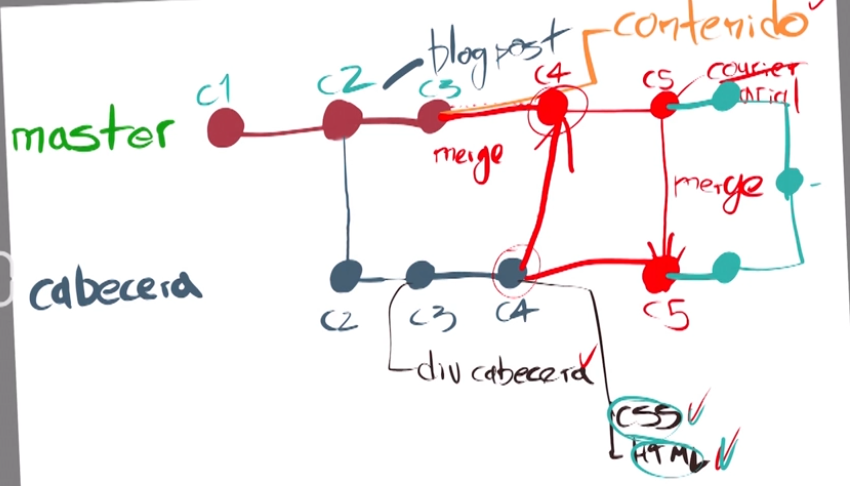 contenido
blogpost
c1
c2
c3
c4
c5
courier
arial
master
merge
merge
cabecera
c2
c3
c4
c5
div cabecera
CSS
HTML